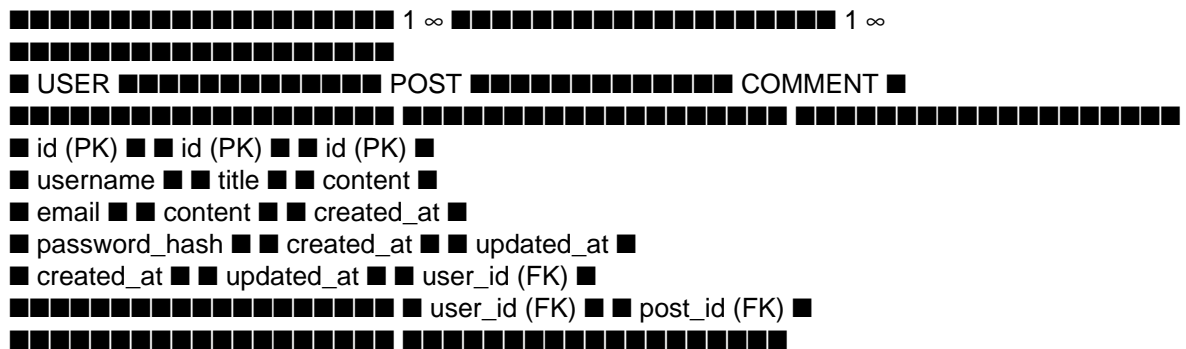 ■■■■■■■■■■■■■■■■■■■ 1 ∞ ■■■■■■■■■■■■■■■■■■■ 1 ∞
■■■■■■■■■■■■■■■■■■■
■ USER ■■■■■■■■■■■■■ POST ■■■■■■■■■■■■■ COMMENT ■
■■■■■■■■■■■■■■■■■■■ ■■■■■■■■■■■■■■■■■■■ ■■■■■■■■■■■■■■■■■■■
■ id (PK) ■ ■ id (PK) ■ ■ id (PK) ■
■ username ■ ■ title ■ ■ content ■
■ email ■ ■ content ■ ■ created_at ■
■ password_hash ■ ■ created_at ■ ■ updated_at ■
■ created_at ■ ■ updated_at ■ ■ user_id (FK) ■
■■■■■■■■■■■■■■■■■■■ ■ user_id (FK) ■ ■ post_id (FK) ■
■■■■■■■■■■■■■■■■■■■ ■■■■■■■■■■■■■■■■■■■